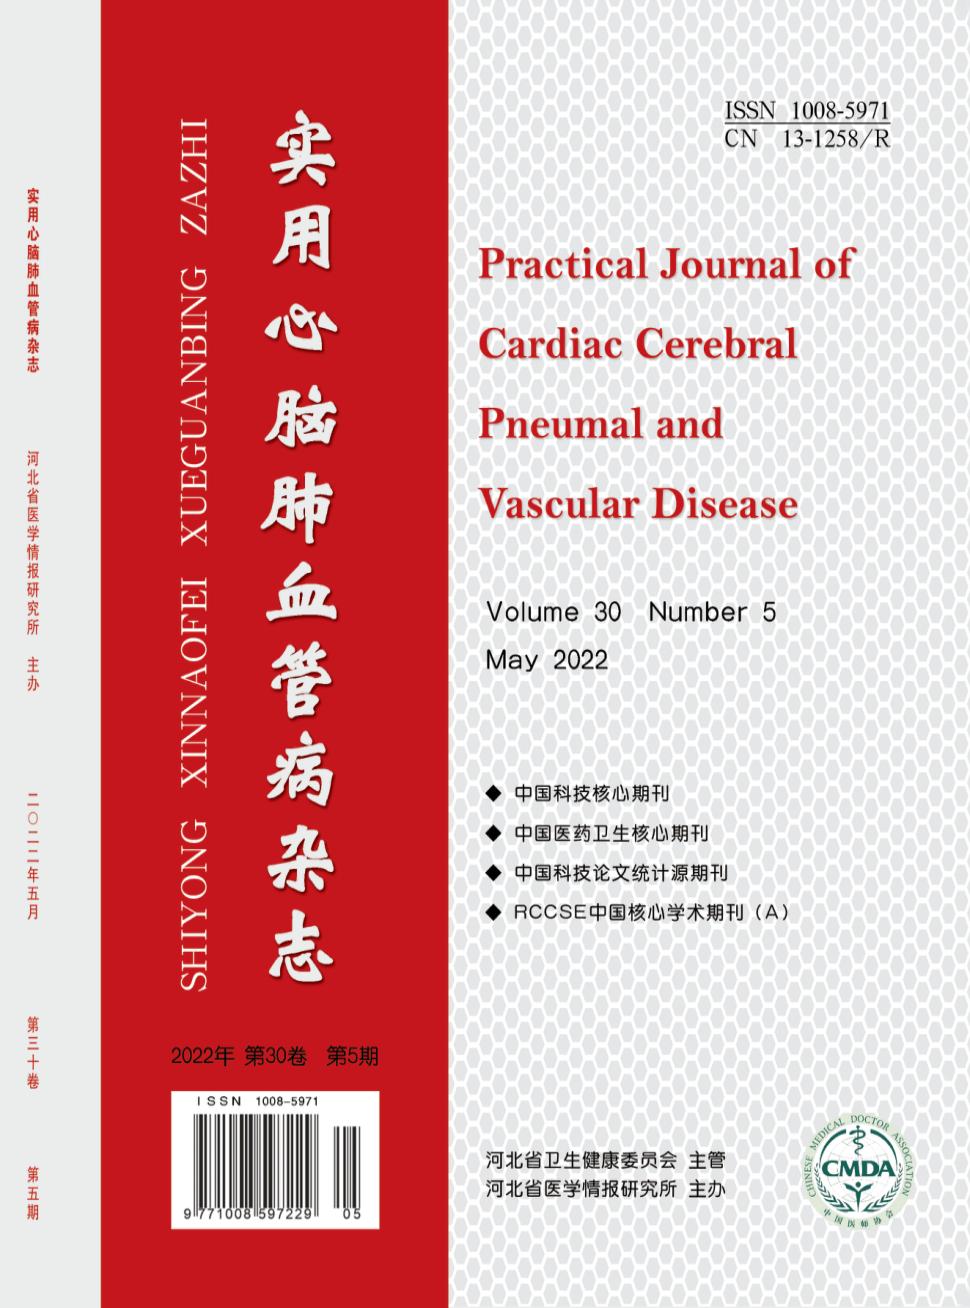 实用心脑肺血管病杂志
河北省医学情报研究所 主办
二〇二二年五月
第三十卷
第五期
SHIYONG XINNAOFEI XUEGUANBING ZAZHI
实用心脑肺血管病杂志
2022年 第30卷 第5期
ISSN 1008-5971
9 771008 597229
05
ISSN 1008-5971
CN 13-1258/R
Practical Journal of
Cardiac Cerebral
Pneumal and
Vascular Disease
Volume 30 Number 5
May 2022
◆ 中国科技核心期刊
◆ 中国医药卫生核心期刊
◆ 中国科技论文统计源期刊
◆ RCCSE中国核心学术期刊（A）
河北省卫生健康委员会 主管
河北省医学情报研究所 主办
CHINESE MEDICAL DOCTOR ASSOCIATION
CMDA
中国医师协会